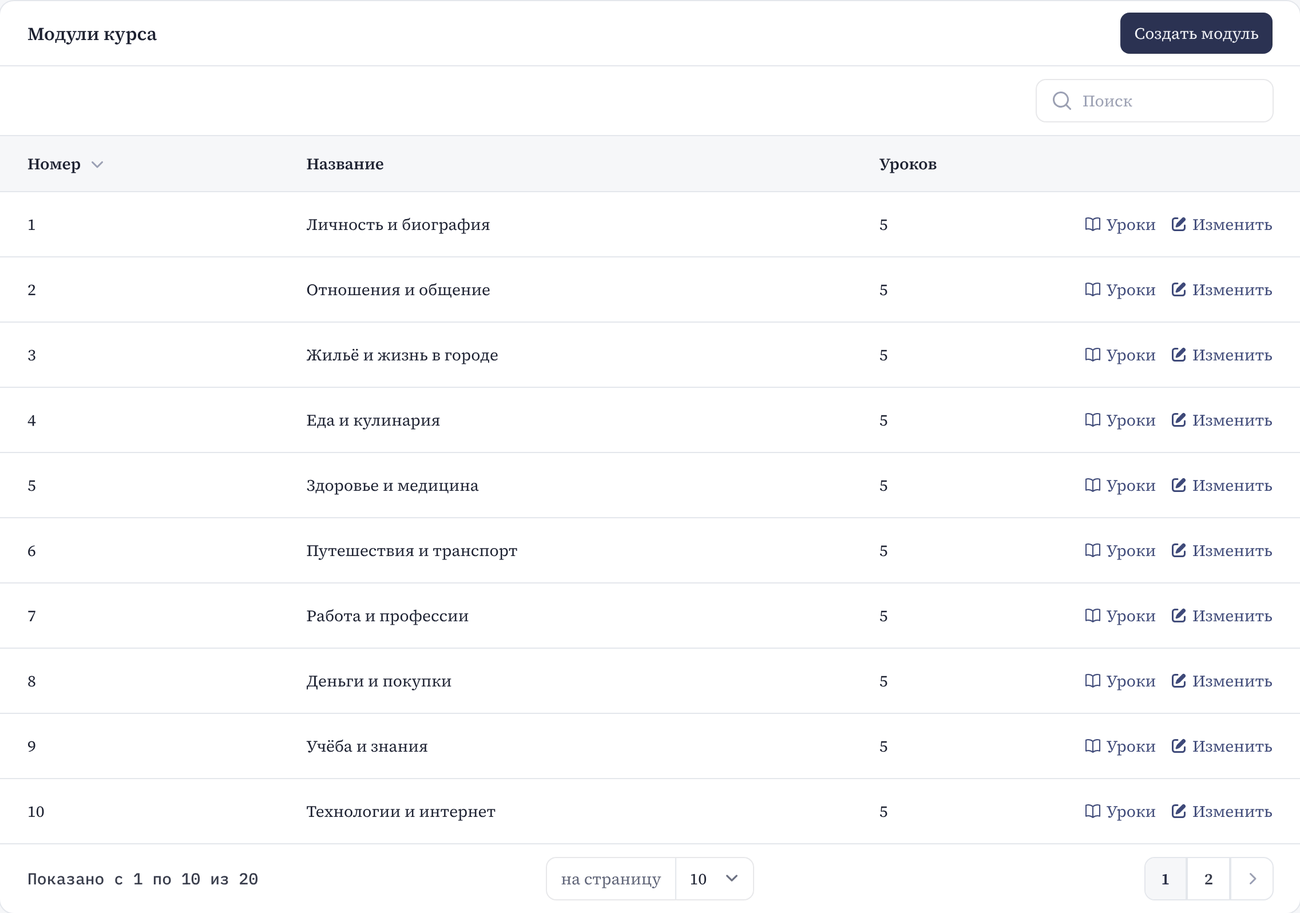 Модули курса
Создать модуль
Поиск
Номер Название Уроков
1 Личность и биография 5 Уроки Изменить
2 Отношения и общение 5 Уроки Изменить
3 Жильё и жизнь в городе 5 Уроки Изменить
4 Еда и кулинария 5 Уроки Изменить
5 Здоровье и медицина 5 Уроки Изменить
6 Путешествия и транспорт 5 Уроки Изменить
7 Работа и профессии 5 Уроки Изменить
8 Деньги и покупки 5 Уроки Изменить
9 Учёба и знания 5 Уроки Изменить
10 Технологии и интернет 5 Уроки Изменить
Показано с 1 по 10 из 20 на страницу 10 1 2